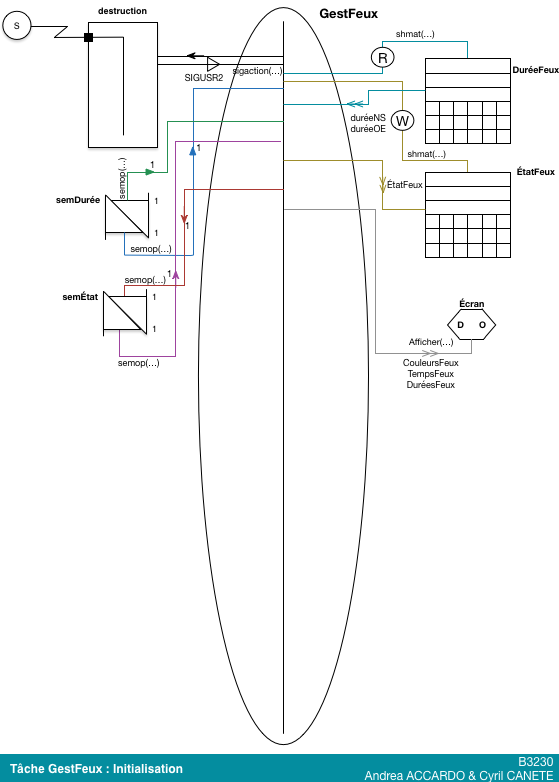 GestFeux
destruction
S
shmat(…)
R
DuréeFeux
SIGUSR2
sigaction(…)
duréeNS
duréeOE
W
shmat(…)
ÉtatFeux
ÉtatFeux
semop(…)
1
1
semDurée
1
1
1
semop(…)
1
semop(…)
semÉtat
1
1
semop(…)
Écran
D O
Afficher(…)
CouleursFeux
TempsFeux
DuréesFeux
Tâche GestFeux : Initialisation
B3230
Andrea ACCARDO & Cyril CANETE